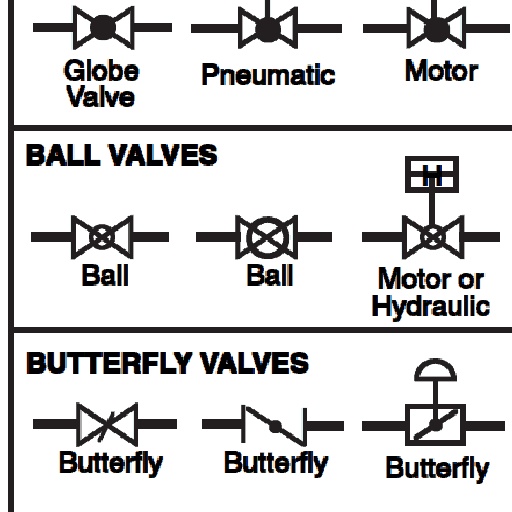 Globe
Valve
Pneumatic
Motor
BALL VALVES
H
Ball
Ball
Motor or
Hydraulic
BUTTERFLY VALVES
Butterfly
Butterfly
Butterfly